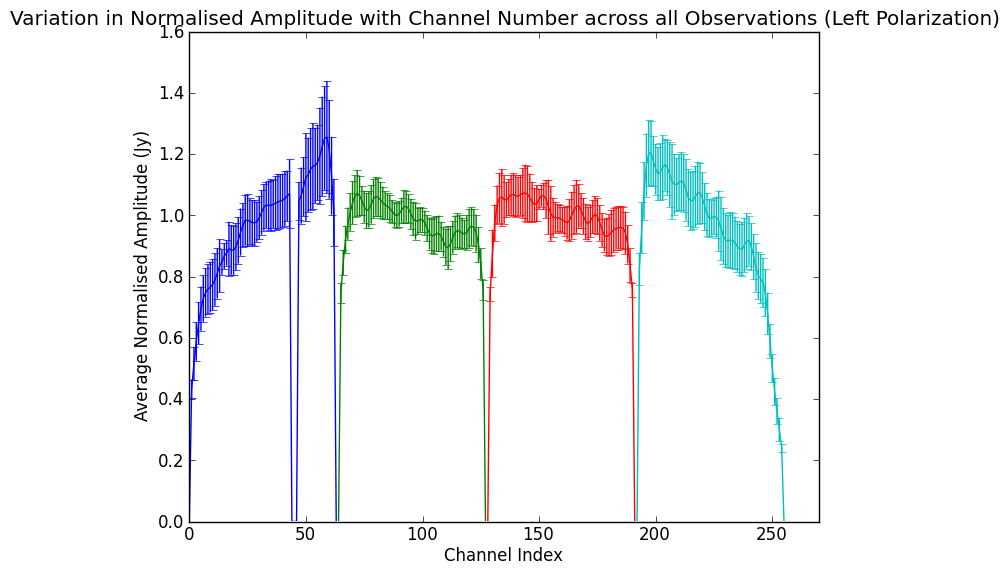 Variation in Normalised Amplitude with Channel Number across all Observations (Left Polarization)
1.6
1.4
1.2
1.0
0.8
0.6
0.4
0.2
0.0
Average Normalised Amplitude (Jy)
0 50 100 150 200 250
Channel Index